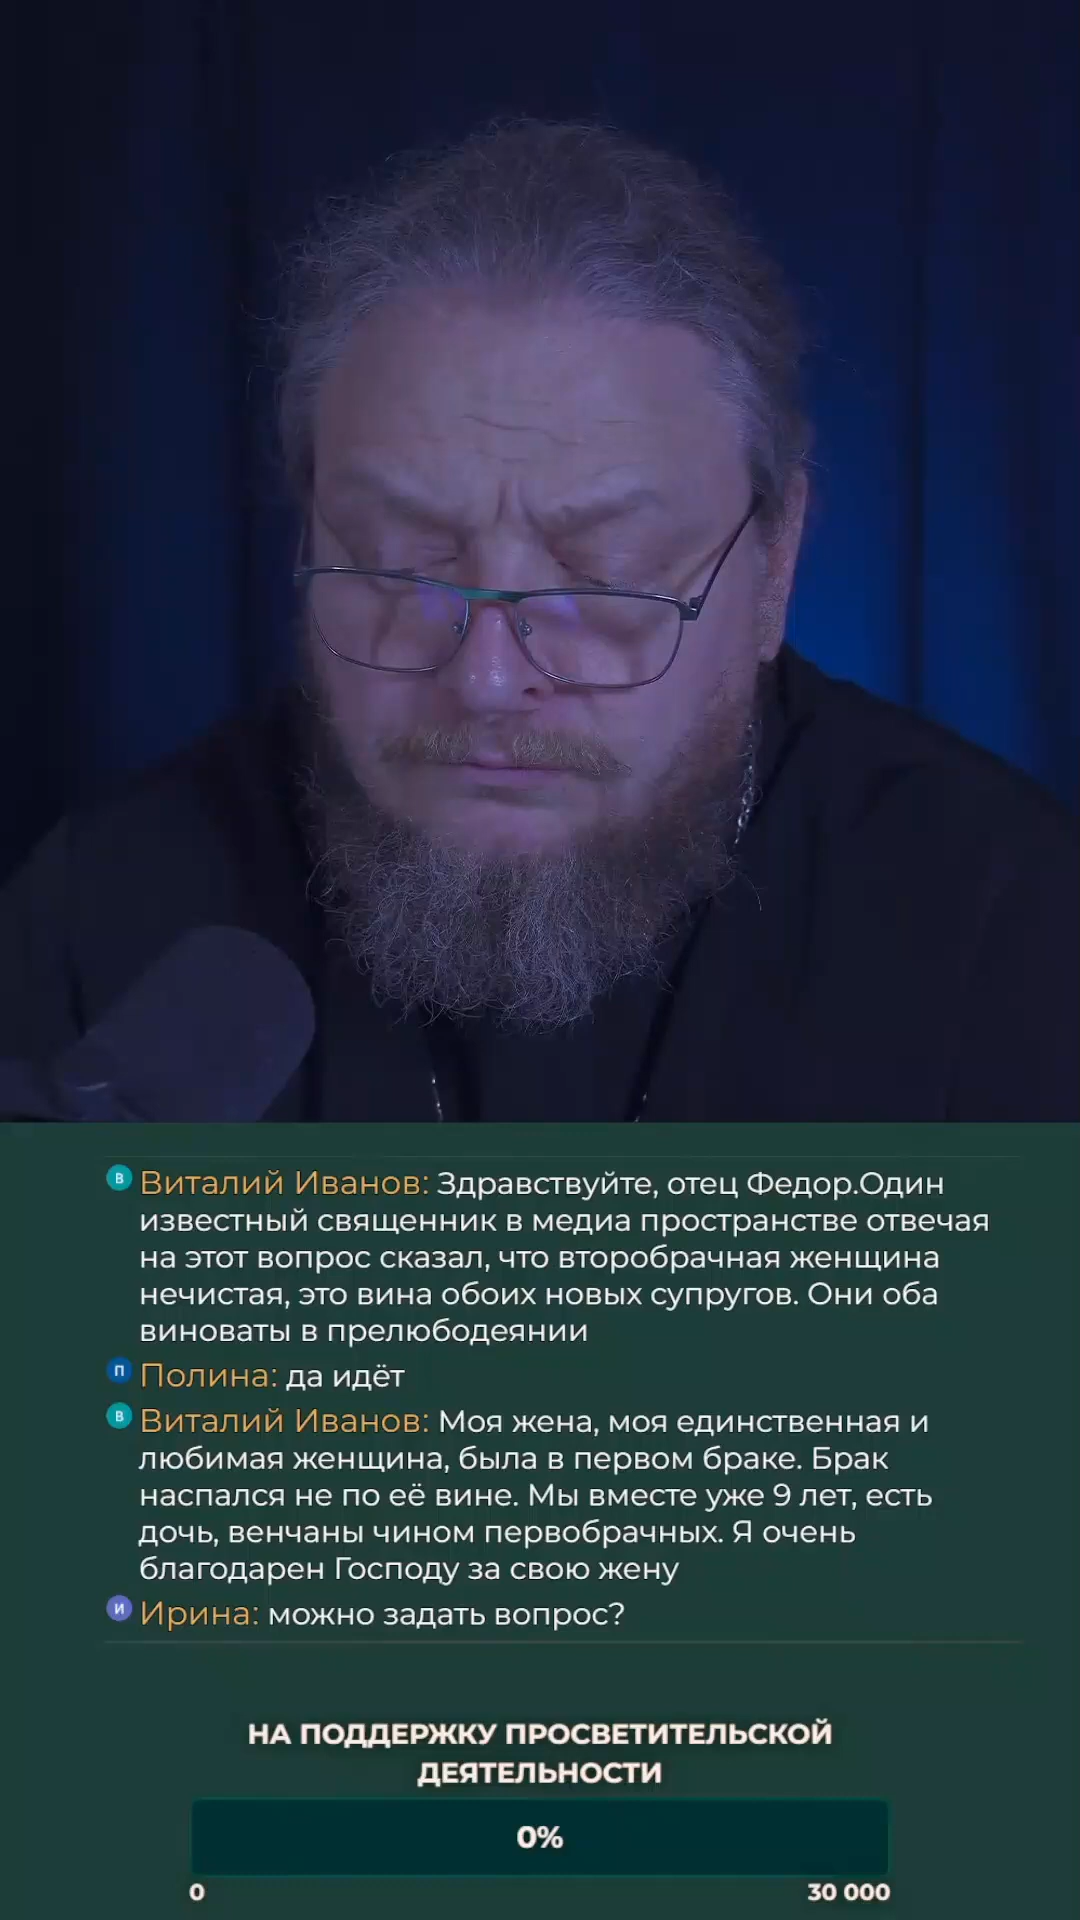 В Виталий Иванов: Здравствуйте, отец Федор.Один
известный священник в медиа пространстве отвечая
на этот вопрос сказал, что второбрачная женщина
нечистая, это вина обоих новых супругов. Они оба
виноваты в прелюбодеянии
П Полина: да идёт
В Виталий Иванов: Моя жена, моя единственная и
любимая женщина, была в первом браке. Брак
наспался не по её вине. Мы вместе уже 9 лет, есть
дочь, венчаны чином первобрачных. Я очень
благодарен Господу за свою жену
И Ирина: можно задать вопрос?
НА ПОДДЕРЖКУ ПРОСВЕТИТЕЛЬСКОЙ
ДЕЯТЕЛЬНОСТИ
0%
0 30 000